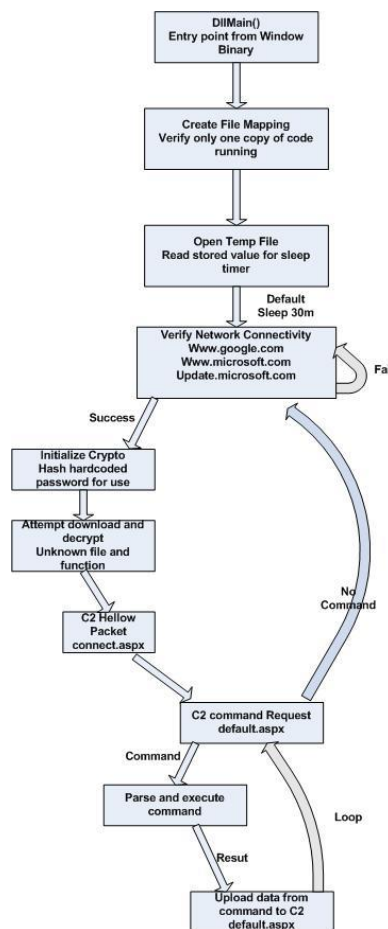 DllMain()
Entry point from Window
Binary
Create File Mapping
Verify only one copy of code
running
Open Temp File
Read stored value for sleep
timer
Default
Sleep 30m
Verify Network Connectivity
Www.google.com
Www.microsoft.com
Update.microsoft.com
Fa
Success
Initialize Crypto
Hash hardcoded
password for use
Attempt download and
decrypt
Unknown file and
function
C2 Hellow
Packet
connect.aspx
No
Command
C2 command Request
default.aspx
Command
Parse and execute
command
Loop
Resut
Upload data from
command to C2
default.aspx